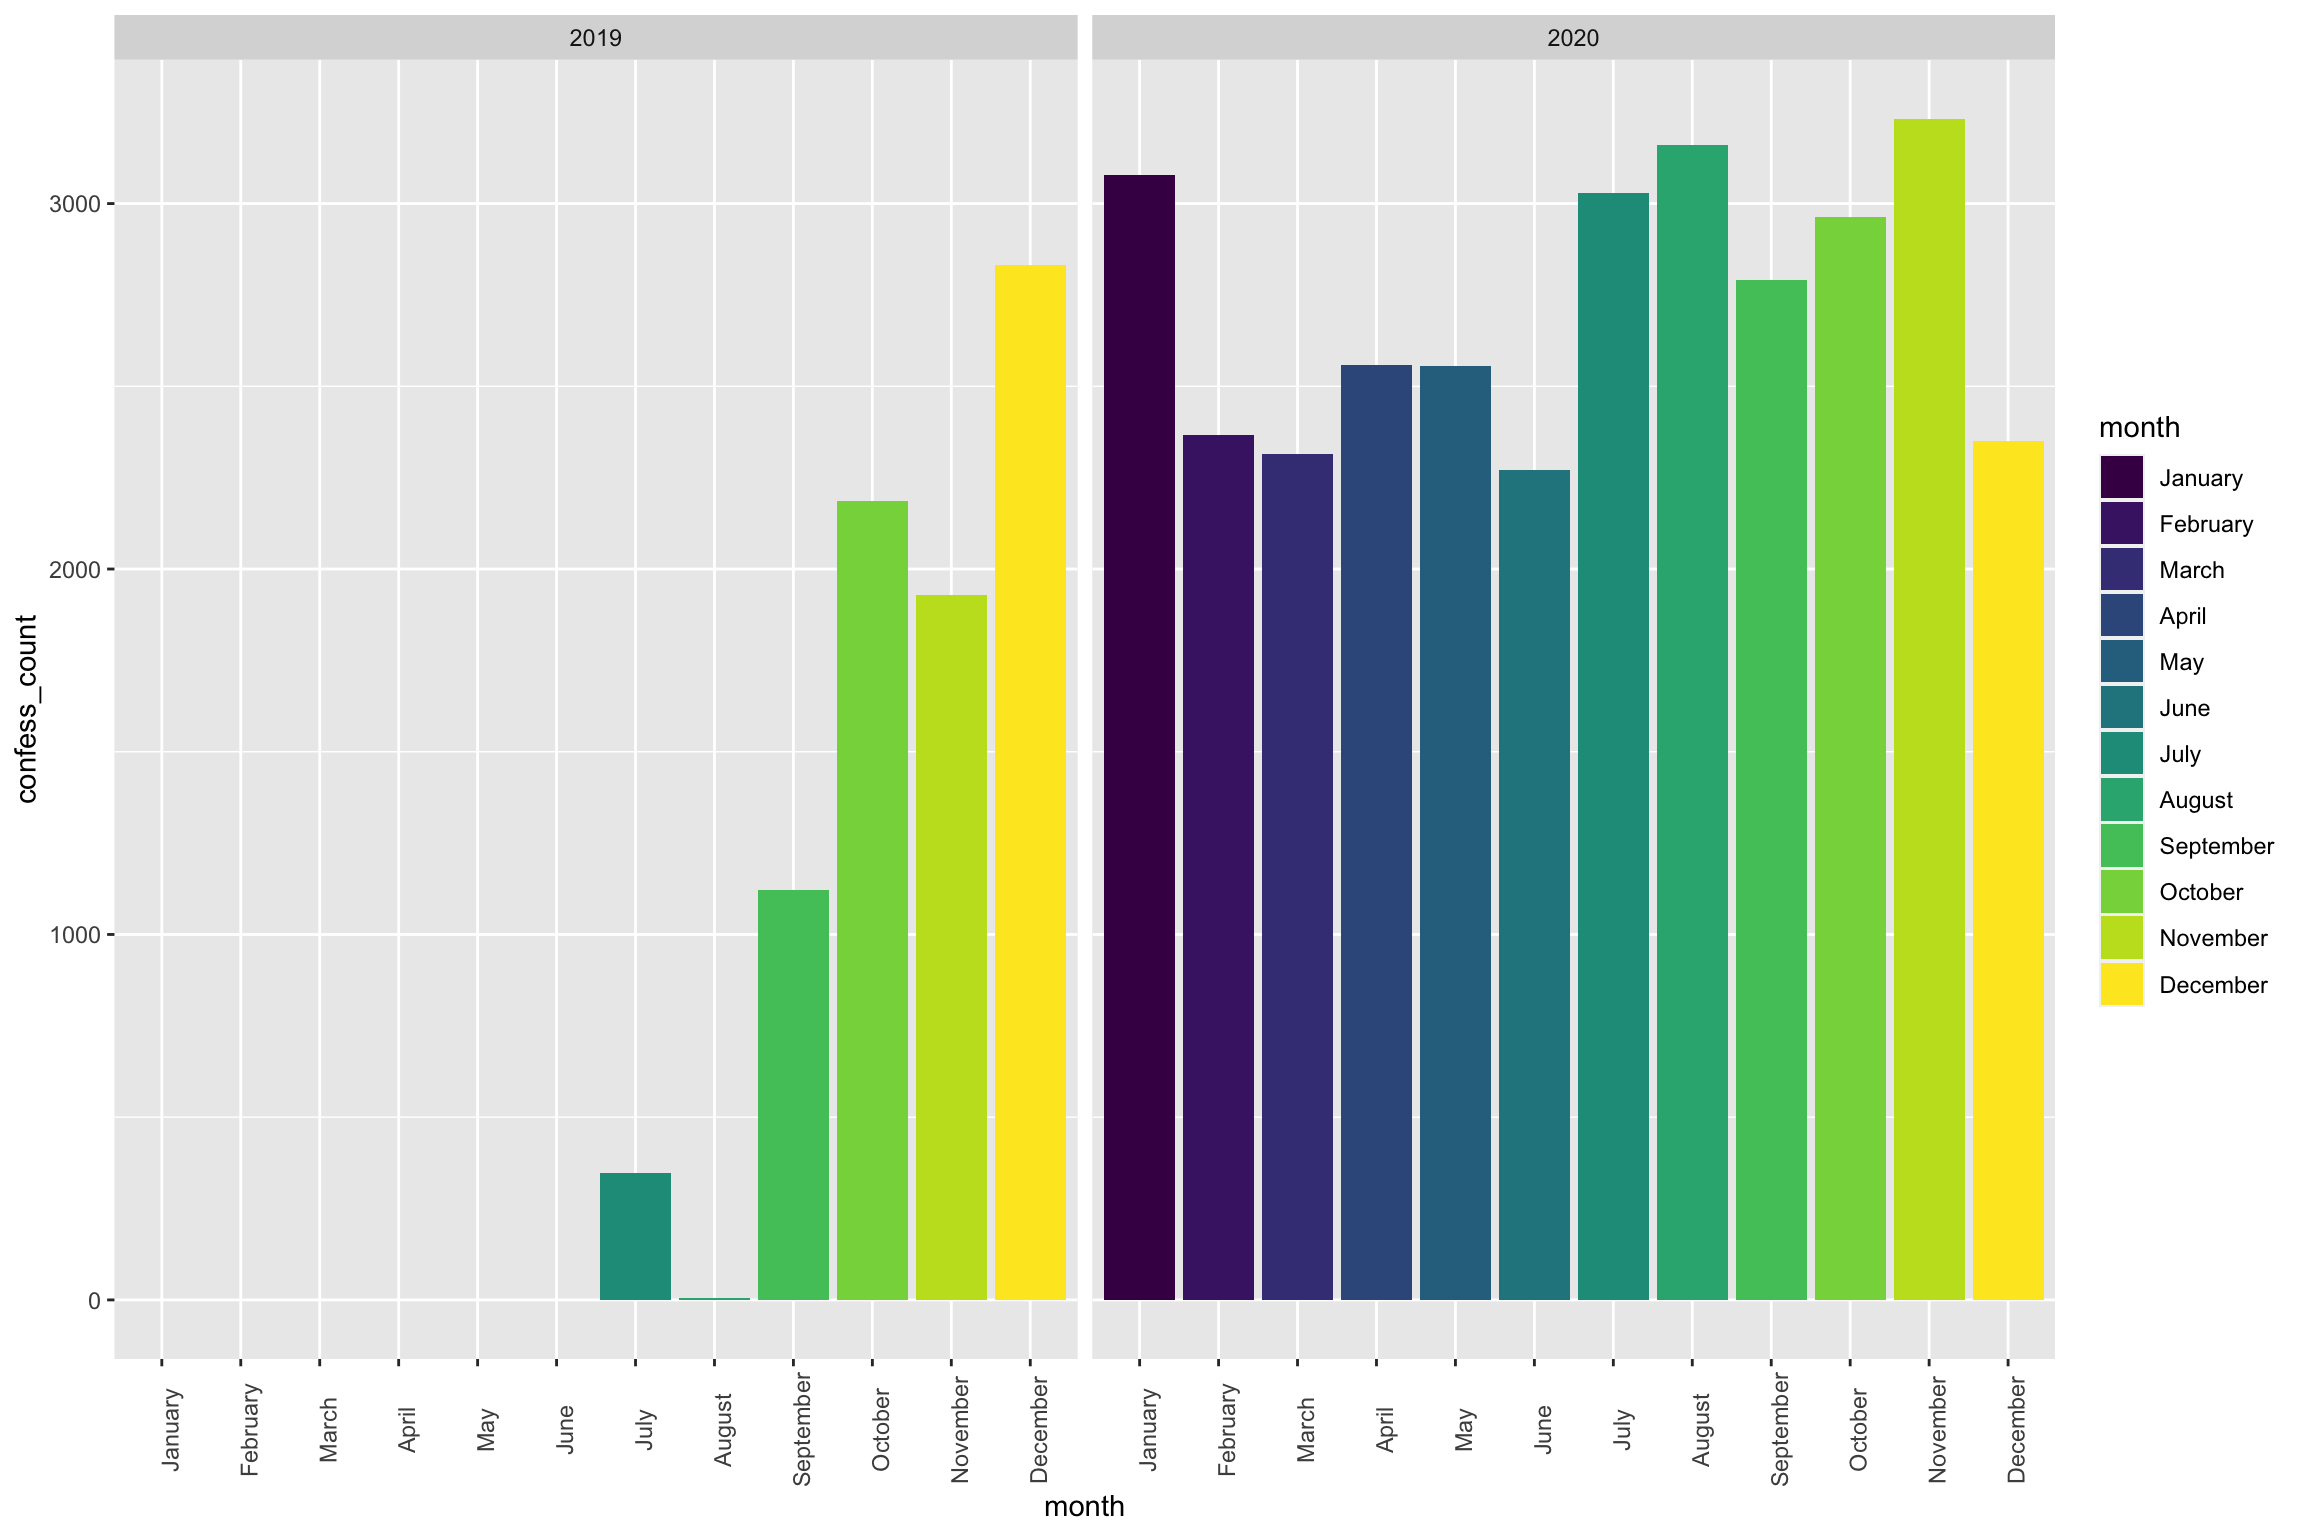 2019
2020
confess_count
3000
2000
1000
0
January
February
March
April
May
June
July
August
September
October
November
December
January
February
March
April
May
June
July
August
September
October
November
December
month
month
January
February
March
April
May
June
July
August
September
October
November
December